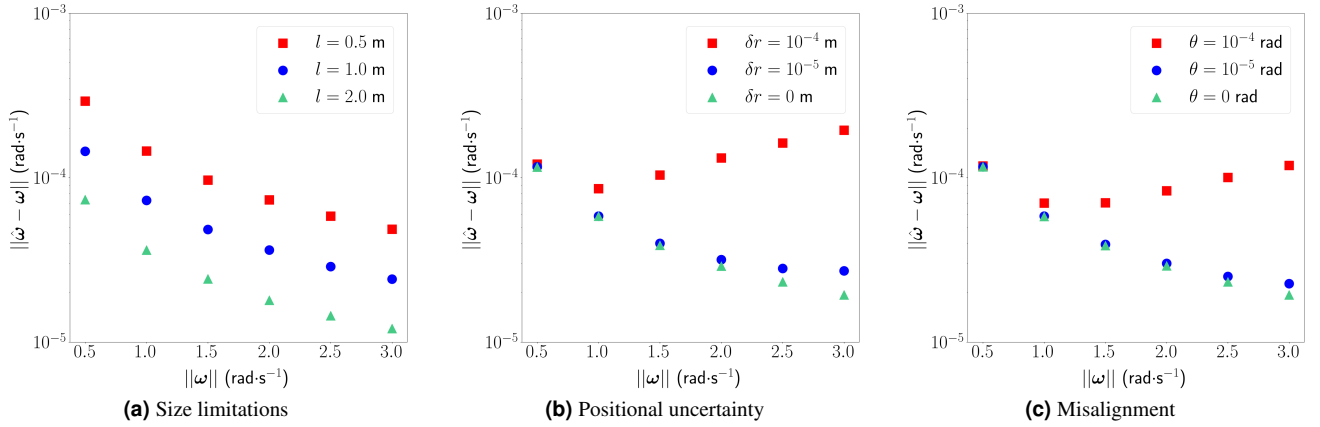 10⁻³
10⁻⁴
10⁻⁵
||ω̂ − ω|| (rad·s⁻¹)
l = 0.5 m
l = 1.0 m
l = 2.0 m
0.5 1.0 1.5 2.0 2.5 3.0
||ω|| (rad·s⁻¹)
(a) Size limitations
10⁻³
10⁻⁴
10⁻⁵
||ω̂ − ω|| (rad·s⁻¹)
δr = 10⁻⁴ m
δr = 10⁻⁵ m
δr = 0 m
0.5 1.0 1.5 2.0 2.5 3.0
||ω|| (rad·s⁻¹)
(b) Positional uncertainty
10⁻³
10⁻⁴
10⁻⁵
||ω̂ − ω|| (rad·s⁻¹)
θ = 10⁻⁴ rad
θ = 10⁻⁵ rad
θ = 0 rad
0.5 1.0 1.5 2.0 2.5 3.0
||ω|| (rad·s⁻¹)
(c) Misalignment